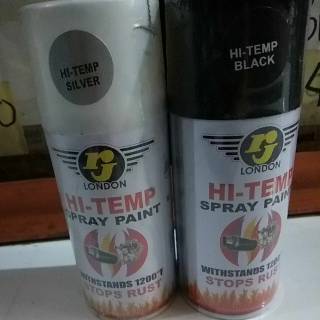 HI-TEMP
SILVER
rj
LONDON
HI-TEMP
SPRAY PAINT
WITHSTANDS 1200°F
STOPS RUST
HI-TEMP
BLACK
rj
LONDON
HI-TEMP
SPRAY PAINT
WITHSTANDS 1200°F
STOPS RUST